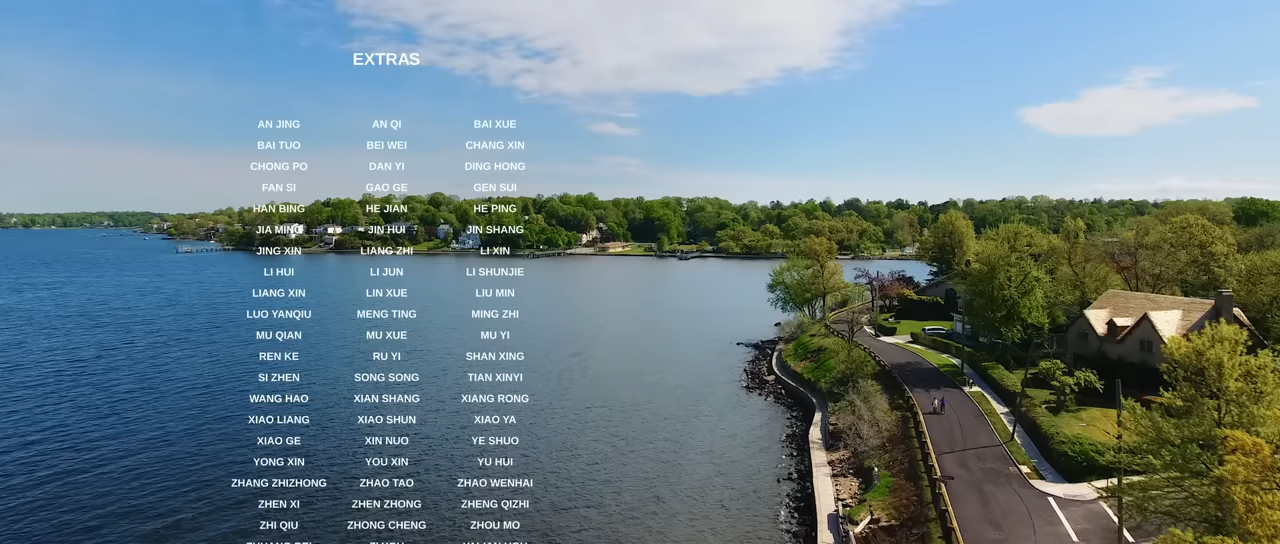 EXTRAS
AN JING AN QI BAI XUE
BAI TUO BEI WEI CHANG XIN
CHONG PO DAN YI DING HONG
FAN SI GAO GE GEN SUI
HAN BING HE JIAN HE PING
JIA MING JIN HUI JIN SHANG
JING XIN LIANG ZHI LI XIN
LI HUI LI JUN LI SHUNJIE
LIANG XIN LIN XUE LIU MIN
LUO YANQIU MENG TING MING ZHI
MU QIAN MU XUE MU YI
REN KE RU YI SHAN XING
SI ZHEN SONG SONG TIAN XINYI
WANG HAO XIAN SHANG XIANG RONG
XIAO LIANG XIAO SHUN XIAO YA
XIAO GE XIN NUO YE SHUO
YONG XIN YOU XIN YU HUI
ZHANG ZHIZHONG ZHAO TAO ZHAO WENHAI
ZHEN XI ZHEN ZHONG ZHENG QIZHI
ZHI QIU ZHONG CHENG ZHOU MO